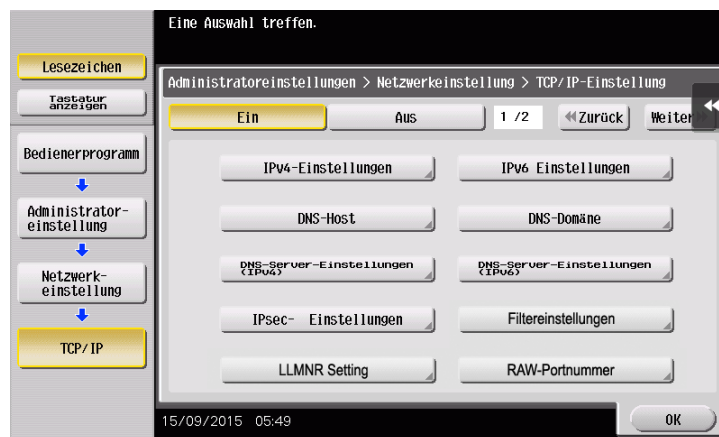 Eine Auswahl treffen.
Lesezeichen
Tastatur
anzeigen
Administratoreinstellungen > Netzwerkeinstellung > TCP/IP-Einstellung
Ein
Aus
1 /2
Zurück
Weiter
Bedienerprogramm
Administrator-
einstellung
Netzwerk-
einstellung
TCP/IP
IPv4-Einstellungen
IPv6 Einstellungen
DNS-Host
DNS-Domäne
DNS-Server-Einstellungen
(IPv4)
DNS-Server-Einstellungen
(IPv6)
IPsec- Einstellungen
Filtereinstellungen
LLMNR Setting
RAW-Portnummer
15/09/2015 05:49
OK